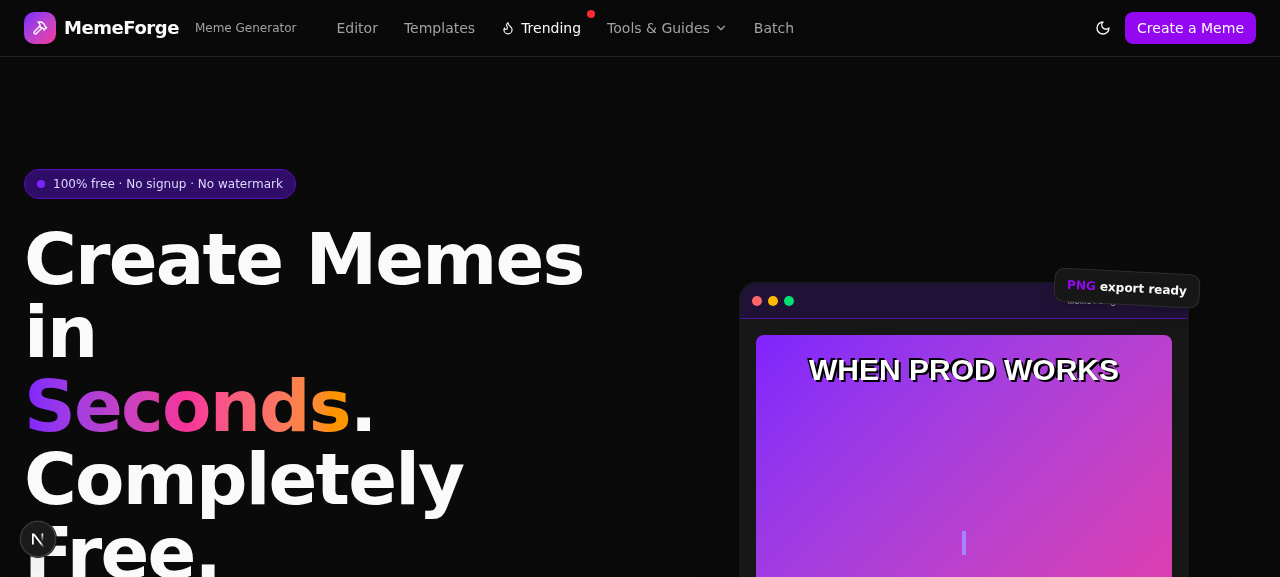 MemeForge Meme Generator Editor Templates Trending Tools & Guides Batch Create a Meme
100% free · No signup · No watermark
Create Memes
in
Seconds.
Completely
Free.
PNG export ready
WHEN PROD WORKS